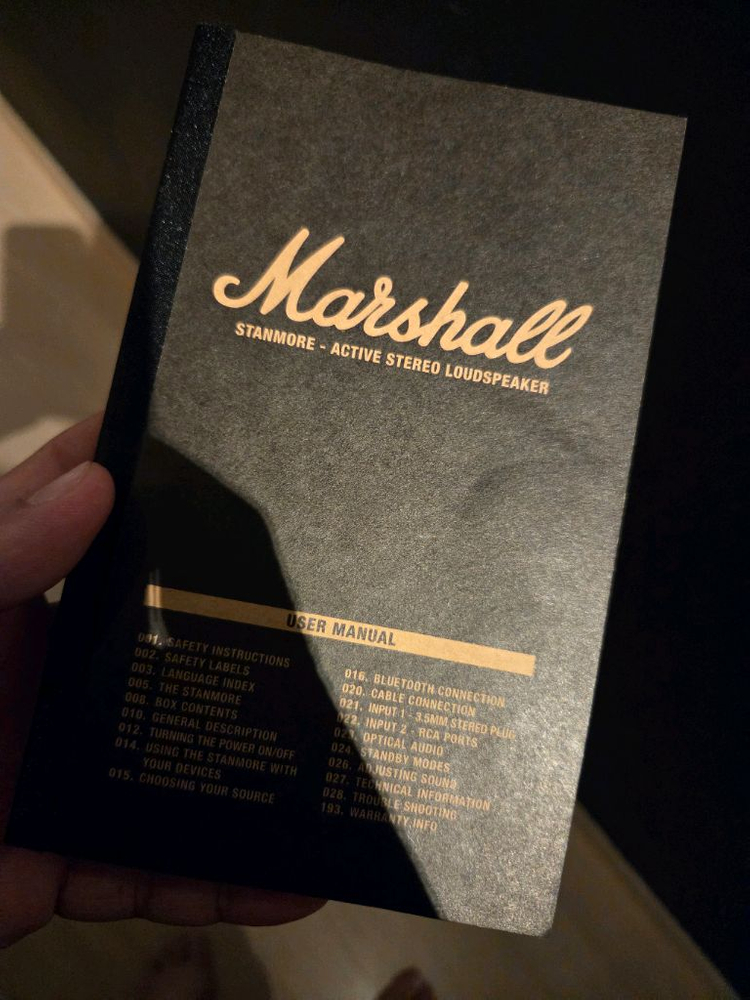 Marshall
STANMORE - ACTIVE STEREO LOUDSPEAKER
USER MANUAL
001. SAFETY INSTRUCTIONS
002. SAFETY LABELS
003. LANGUAGE INDEX
005. THE STANMORE
008. BOX CONTENTS
010. GENERAL DESCRIPTION
012. TURNING THE POWER ON/OFF
014. USING THE STANMORE WITH
YOUR DEVICES
015. CHOOSING YOUR SOURCE
016. BLUETOOTH CONNECTION
020. CABLE CONNECTION
021. INPUT 1 - 3.5MM STEREO PLUG
022. INPUT 2 - RCA PORTS
023. OPTICAL AUDIO
024. STANDBY MODES
026. ADJUSTING SOUND
027. TECHNICAL INFORMATION
028. TROUBLE SHOOTING
193. WARRANTY INFO